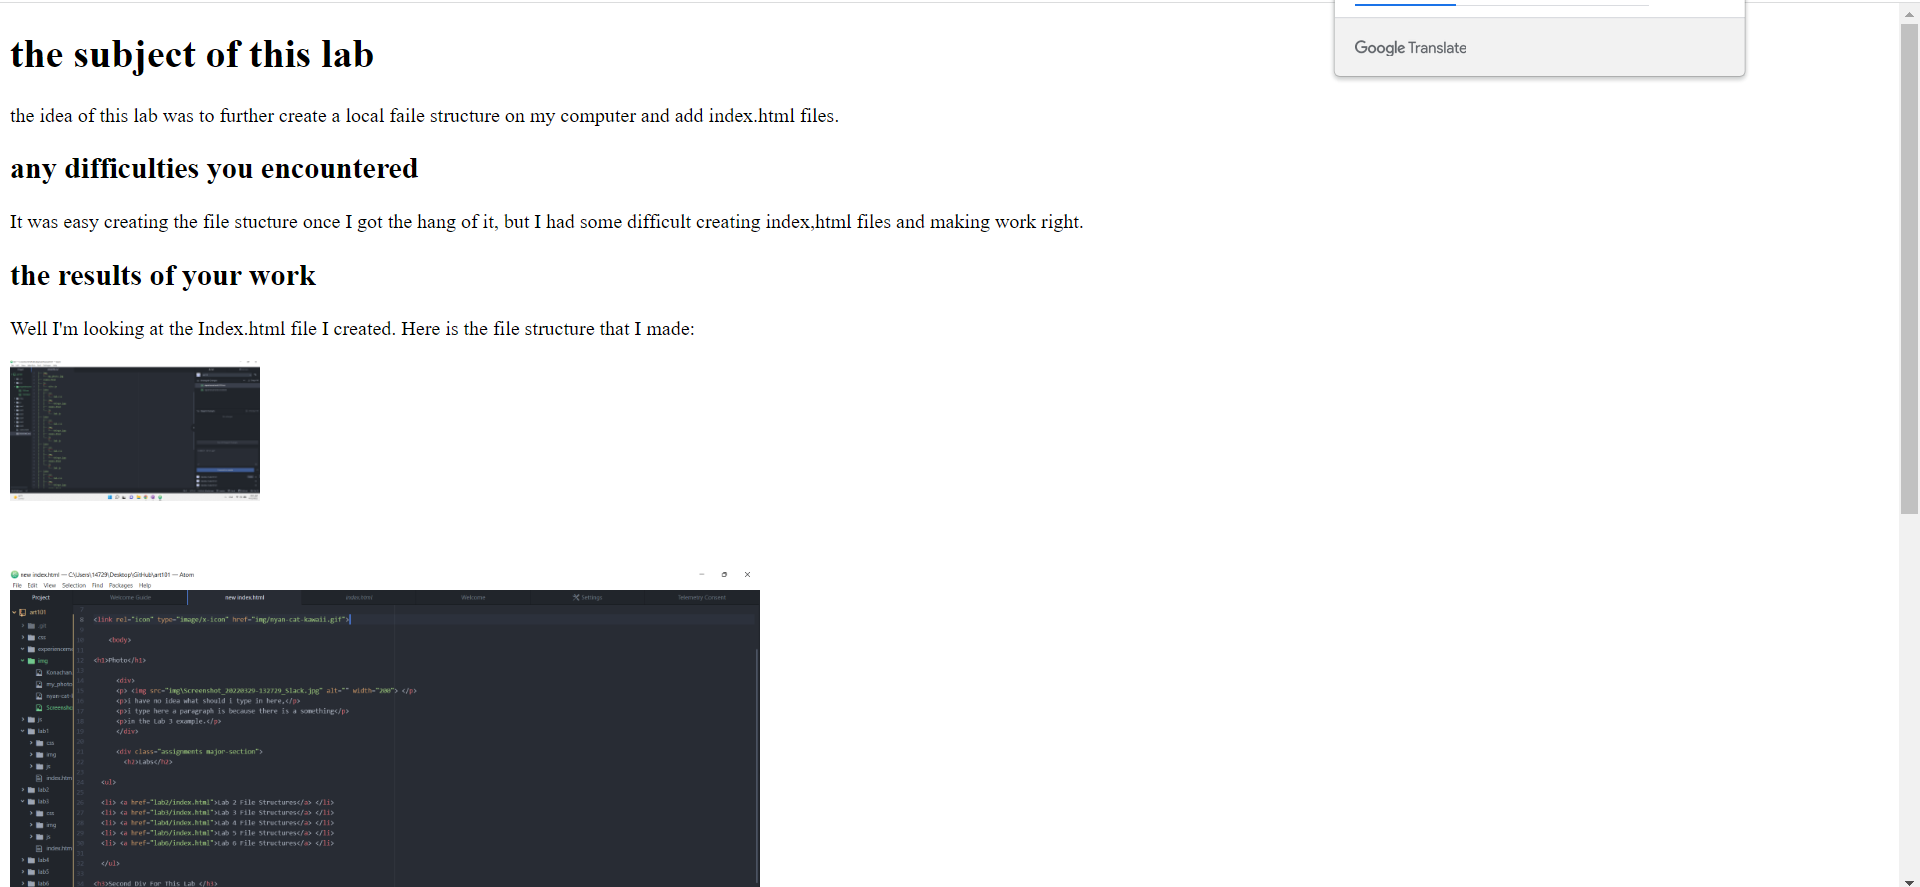 Google Translate
the subject of this lab
the idea of this lab was to further create a local faile structure on my computer and add index.html files.
any difficulties you encountered
It was easy creating the file stucture once I got the hang of it, but I had some difficult creating index,html files and making work right.
the results of your work
Well I'm looking at the Index.html file I created. Here is the file structure that I made:
new index.html — C:\Users\14729\Desktop\GitHub\art101 — Atom
File Edit View Selection Find Packages Help
Project Welcome Guide new index.html index.html Welcome Settings Telemetry Consent
art101
.git
css
img
Konachan
my_photo
nyan-cat-
Screensho
js
lab1
css
img
js
index.htm
lab2
lab3
css
img
js
index.htm
lab4
lab5
lab6
<link rel="icon" type="image/x-icon" href="img/nyan-cat-kawaii.gif">
<body>
<h1>Photo</h1>
<div>
<p> <img src="img\Screenshot_20220329-132729_Slack.jpg" alt="" width="200"> </p>
<p>i have no idea what should i type in here,</p>
<p>i type here a paragraph is because there is a something</p>
<p>in the Lab 3 example.</p>
</div>
<div class="assignments major-section">
<h2>Labs</h2>
<ul>
<li> <a href="lab2/index.html">Lab 2 File Structures</a> </li>
<li> <a href="lab3/index.html">Lab 3 File Structures</a> </li>
<li> <a href="lab4/index.html">Lab 4 File Structures</a> </li>
<li> <a href="lab5/index.html">Lab 5 File Structures</a> </li>
<li> <a href="lab6/index.html">Lab 6 File Structures</a> </li>
</ul>
<h1>Second Div For This Lab </h1>